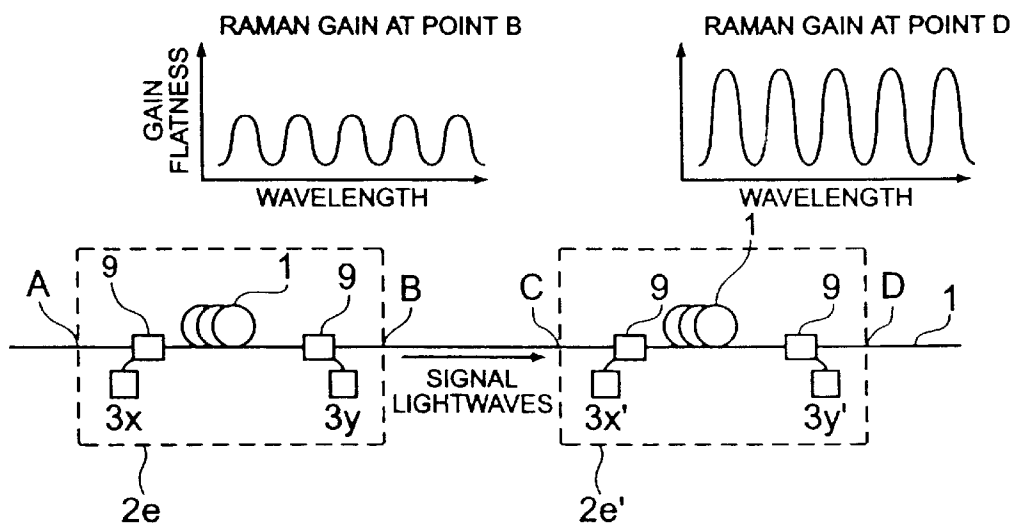 RAMAN GAIN AT POINT B
RAMAN GAIN AT POINT D
GAIN
FLATNESS
WAVELENGTH
WAVELENGTH
A
9
1
9
B
C
9
1
9
D
1
SIGNAL
LIGHTWAVES
3x
3y
3x'
3y'
2e
2e'